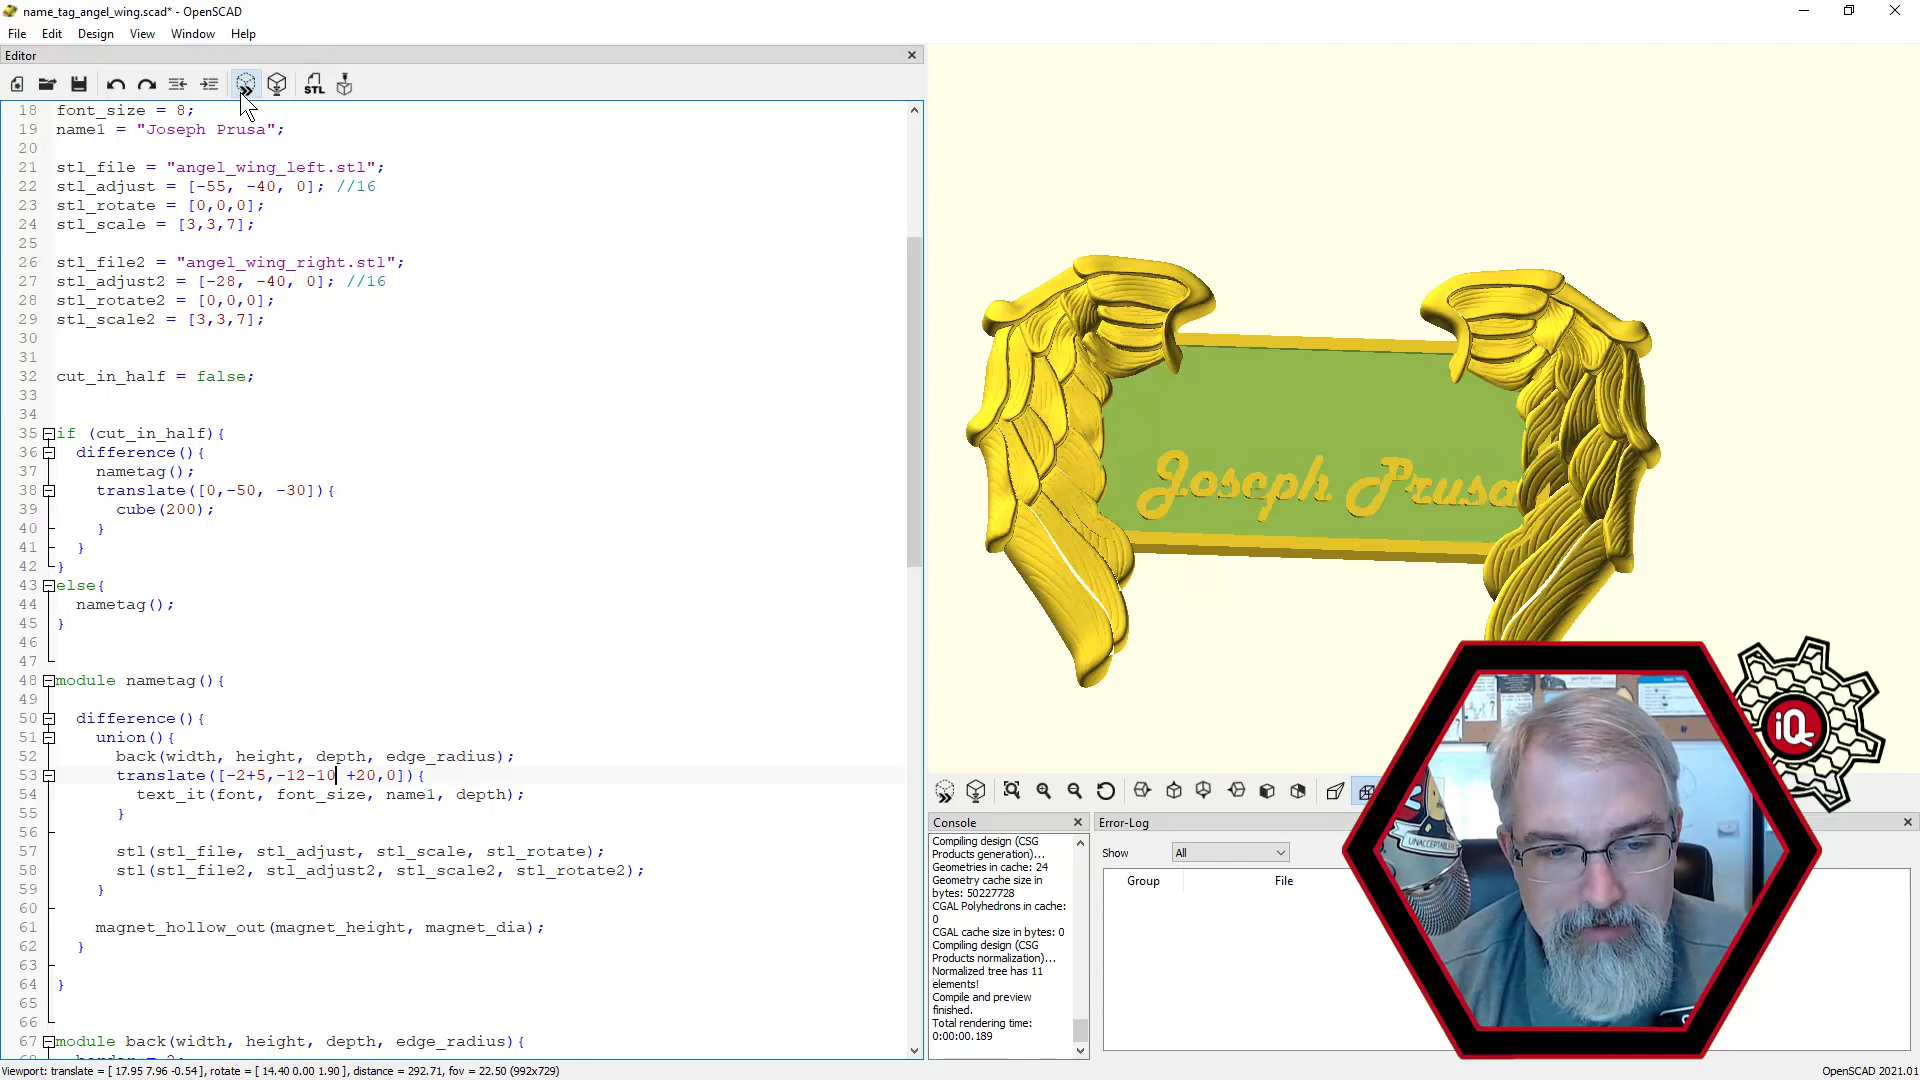 name_tag_angel_wing.scad* - OpenSCAD
File Edit Design View Window Help
Editor
STL
18 font_size = 8;
19 name1 = "Joseph Prusa";
20
21 stl_file = "angel_wing_left.stl";
22 stl_adjust = [-55, -40, 0]; //16
23 stl_rotate = [0,0,0];
24 stl_scale = [3,3,7];
25
26 stl_file2 = "angel_wing_right.stl";
27 stl_adjust2 = [-28, -40, 0]; //16
28 stl_rotate2 = [0,0,0];
29 stl_scale2 = [3,3,7];
30
31
32 cut_in_half = false;
33
34
35 if (cut_in_half){
36 difference(){
37 nametag();
38 translate([0,-50, -30]){
39 cube(200);
40 }
41 }
42 }
43 else{
44 nametag();
45 }
46
47
48 module nametag(){
49
50 difference(){
51 union(){
52 back(width, height, depth, edge_radius);
53 translate([-2+5,-12-10 +20,0]){
54 text_it(font, font_size, name1, depth);
55 }
56
57 stl(stl_file, stl_adjust, stl_scale, stl_rotate);
58 stl(stl_file2, stl_adjust2, stl_scale2, stl_rotate2);
59 }
60
61 magnet_hollow_out(magnet_height, magnet_dia);
62 }
63
64 }
65
66
67 module back(width, height, depth, edge_radius){
Joseph Prusa
Console
Compiling design (CSG
Products generation)...
Geometries in cache: 24
Geometry cache size in
bytes: 50227728
CGAL Polyhedrons in cache:
0
CGAL cache size in bytes: 0
Compiling design (CSG
Products normalization)...
Normalized tree has 11
elements!
Compile and preview
finished.
Total rendering time:
0:00:00.189
Error-Log
Show All
Group File
iQ
UNACCEPTABLE
Viewport: translate = [ 17.95 7.96 -0.54 ], rotate = [ 14.40 0.00 1.90 ], distance = 292.71, fov = 22.50 (992x729)
OpenSCAD 2021.01